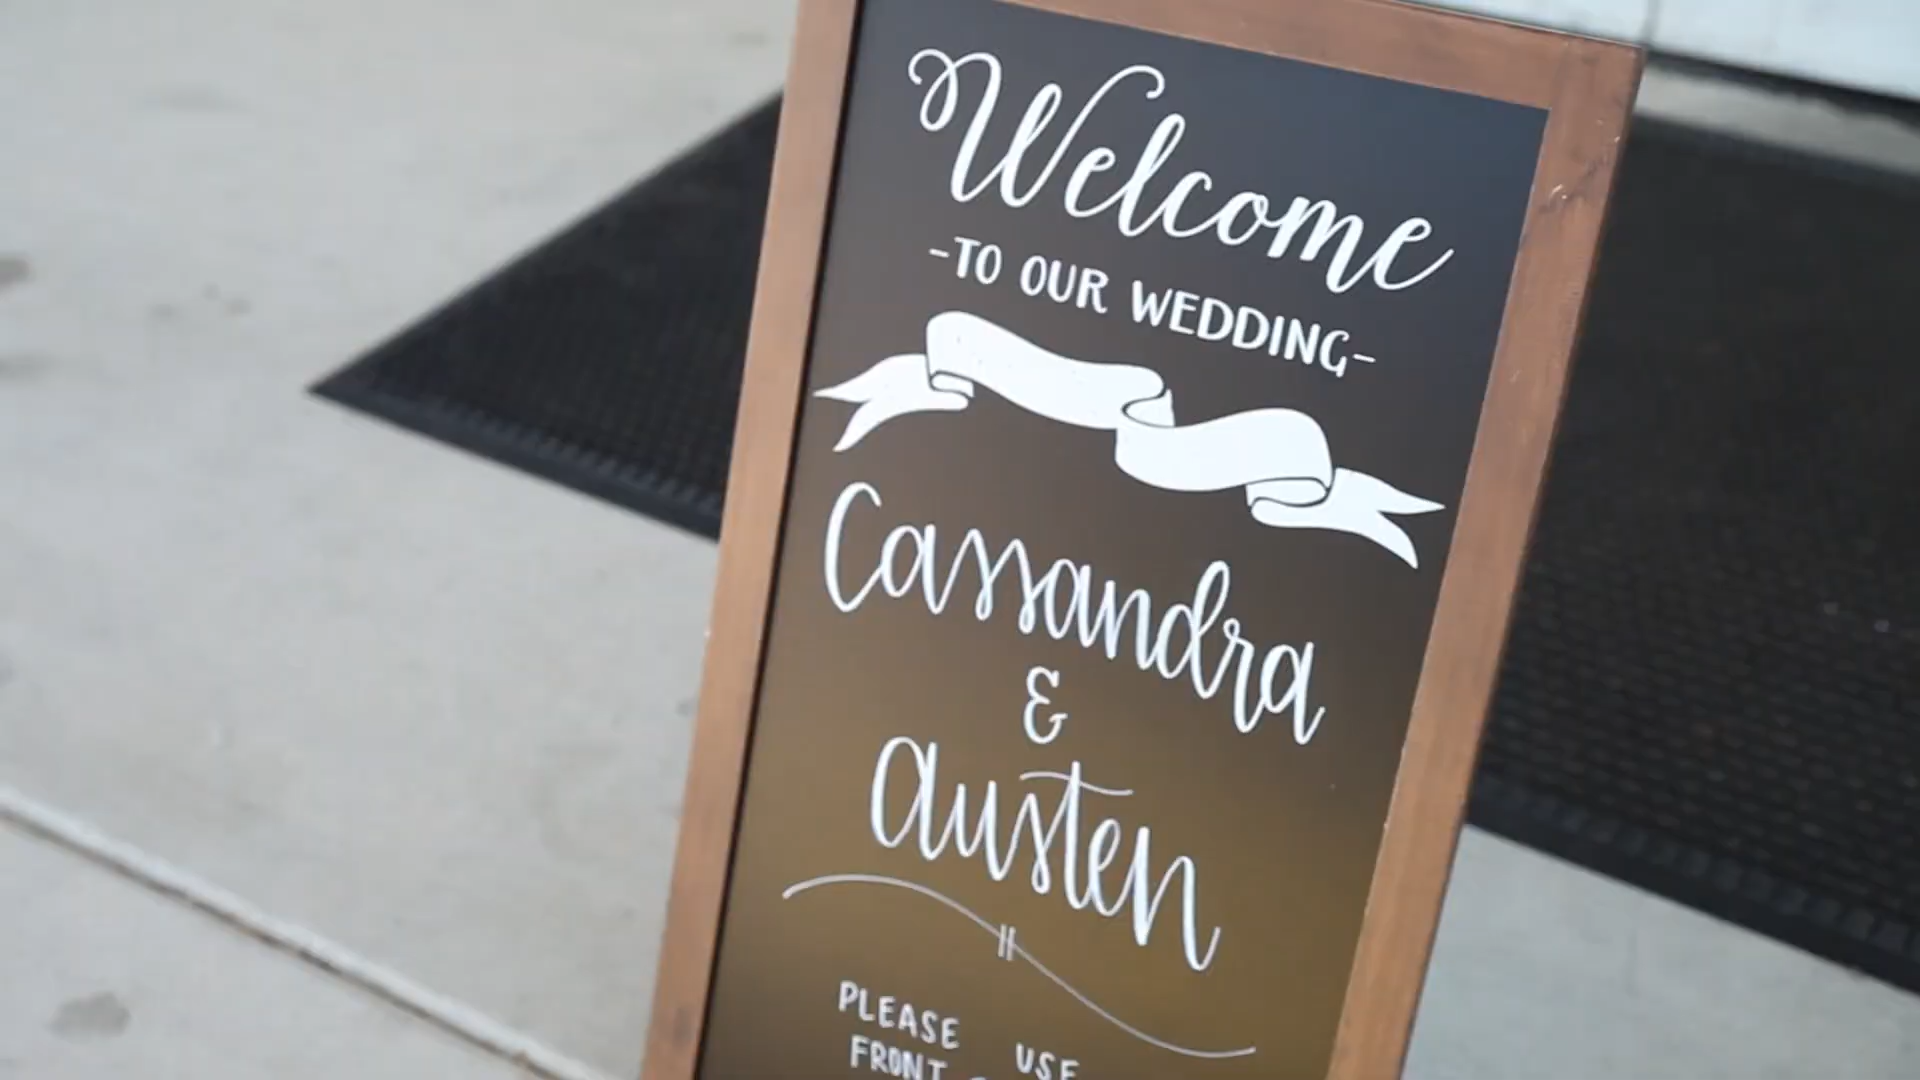 Welcome
-TO OUR WEDDING-
Cassandra
&
Austen
PLEASE USE
FRONT